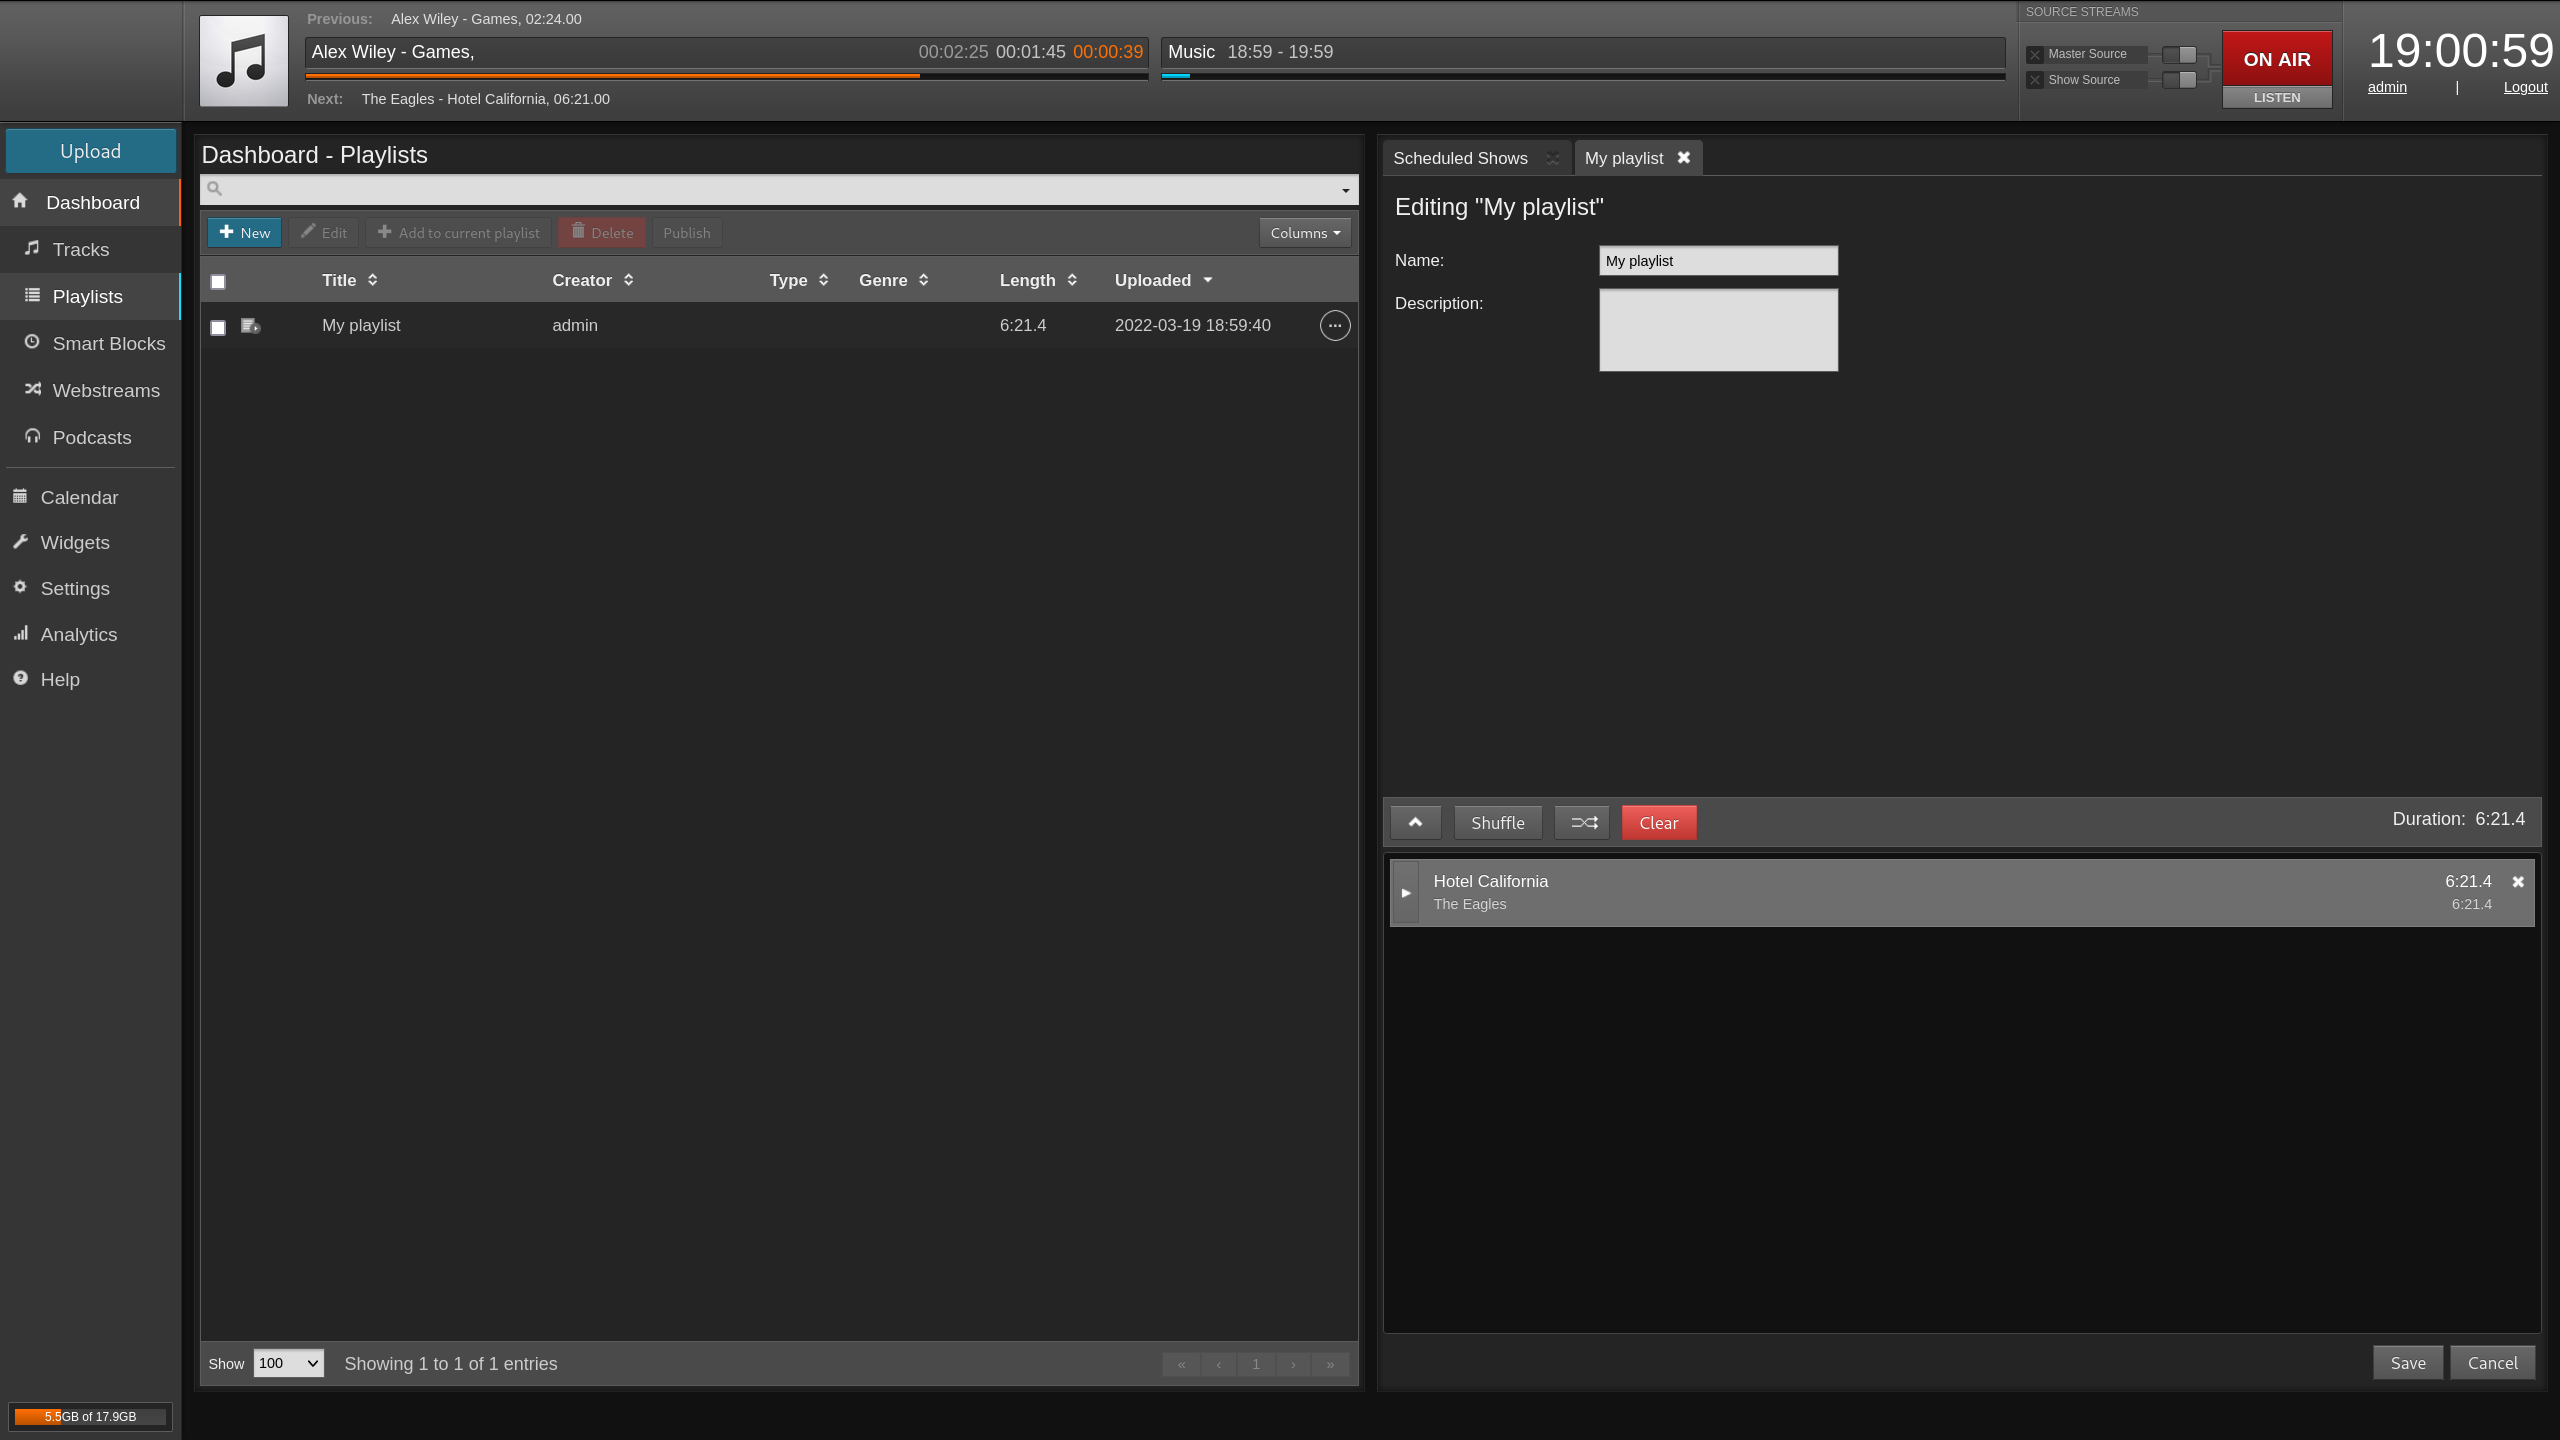 Previous: Alex Wiley - Games, 02:24.00
Alex Wiley - Games, 00:02:25 00:01:45 00:00:39
Music 18:59 - 19:59
Next: The Eagles - Hotel California, 06:21.00
SOURCE STREAMS
Master Source
Show Source
ON AIR
LISTEN
19:00:59
admin | Logout
Upload
Dashboard
Tracks
Playlists
Smart Blocks
Webstreams
Podcasts
Calendar
Widgets
Settings
Analytics
Help
5.5GB of 17.9GB
Dashboard - Playlists
New Edit Add to current playlist Delete Publish Columns
Title Creator Type Genre Length Uploaded
My playlist admin 6:21.4 2022-03-19 18:59:40 ...
Show 100 Showing 1 to 1 of 1 entries « ‹ 1 › »
Scheduled Shows My playlist
Editing "My playlist"
Name: My playlist
Description:
Shuffle Clear Duration: 6:21.4
Hotel California 6:21.4
The Eagles 6:21.4
Save Cancel